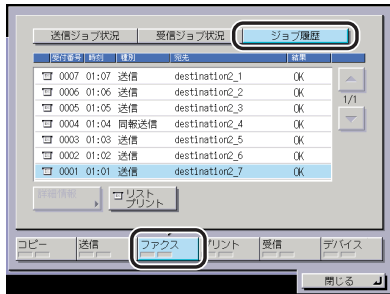 送信ジョブ状況 受信ジョブ状況 ジョブ履歴
受付番号 時刻 種別 宛先 結果
0007 01:07 送信 destination2_1 OK
0006 01:06 送信 destination2_2 OK
0005 01:05 送信 destination2_3 OK
0004 01:04 同報送信 destination2_4 OK
0003 01:03 送信 destination2_5 OK
0002 01:02 送信 destination2_6 OK
0001 01:01 送信 destination2_7 OK
1/1
詳細情報 リスト
プリント
コピー 送信 ファクス プリント 受信 デバイス
閉じる